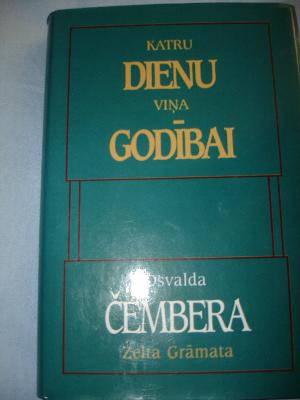 KATRU
DIENU
VIŅA
GODĪBAI
Osvalda
ČEMBERA
Zelta Grāmata